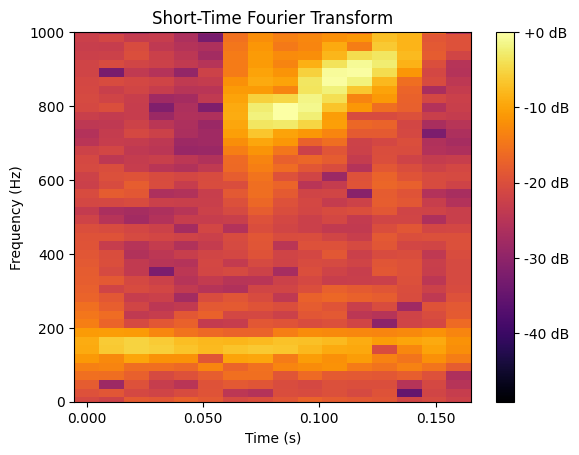 Short-Time Fourier Transform
1000
800
600
400
200
0
Frequency (Hz)
0.000
0.050
0.100
0.150
Time (s)
+0 dB
-10 dB
-20 dB
-30 dB
-40 dB